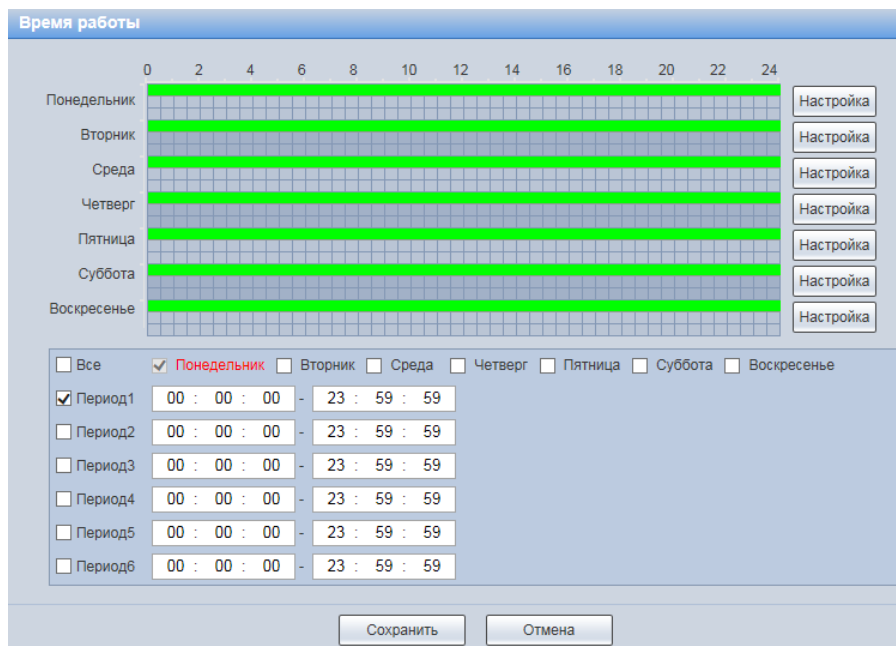 Время работы
0 2 4 6 8 10 12 14 16 18 20 22 24
Понедельник Настройка
Вторник Настройка
Среда Настройка
Четверг Настройка
Пятница Настройка
Суббота Настройка
Воскресенье Настройка
Все Понедельник Вторник Среда Четверг Пятница Суббота Воскресенье
Период1 00 : 00 : 00 - 23 : 59 : 59
Период2 00 : 00 : 00 - 23 : 59 : 59
Период3 00 : 00 : 00 - 23 : 59 : 59
Период4 00 : 00 : 00 - 23 : 59 : 59
Период5 00 : 00 : 00 - 23 : 59 : 59
Период6 00 : 00 : 00 - 23 : 59 : 59
Сохранить Отмена